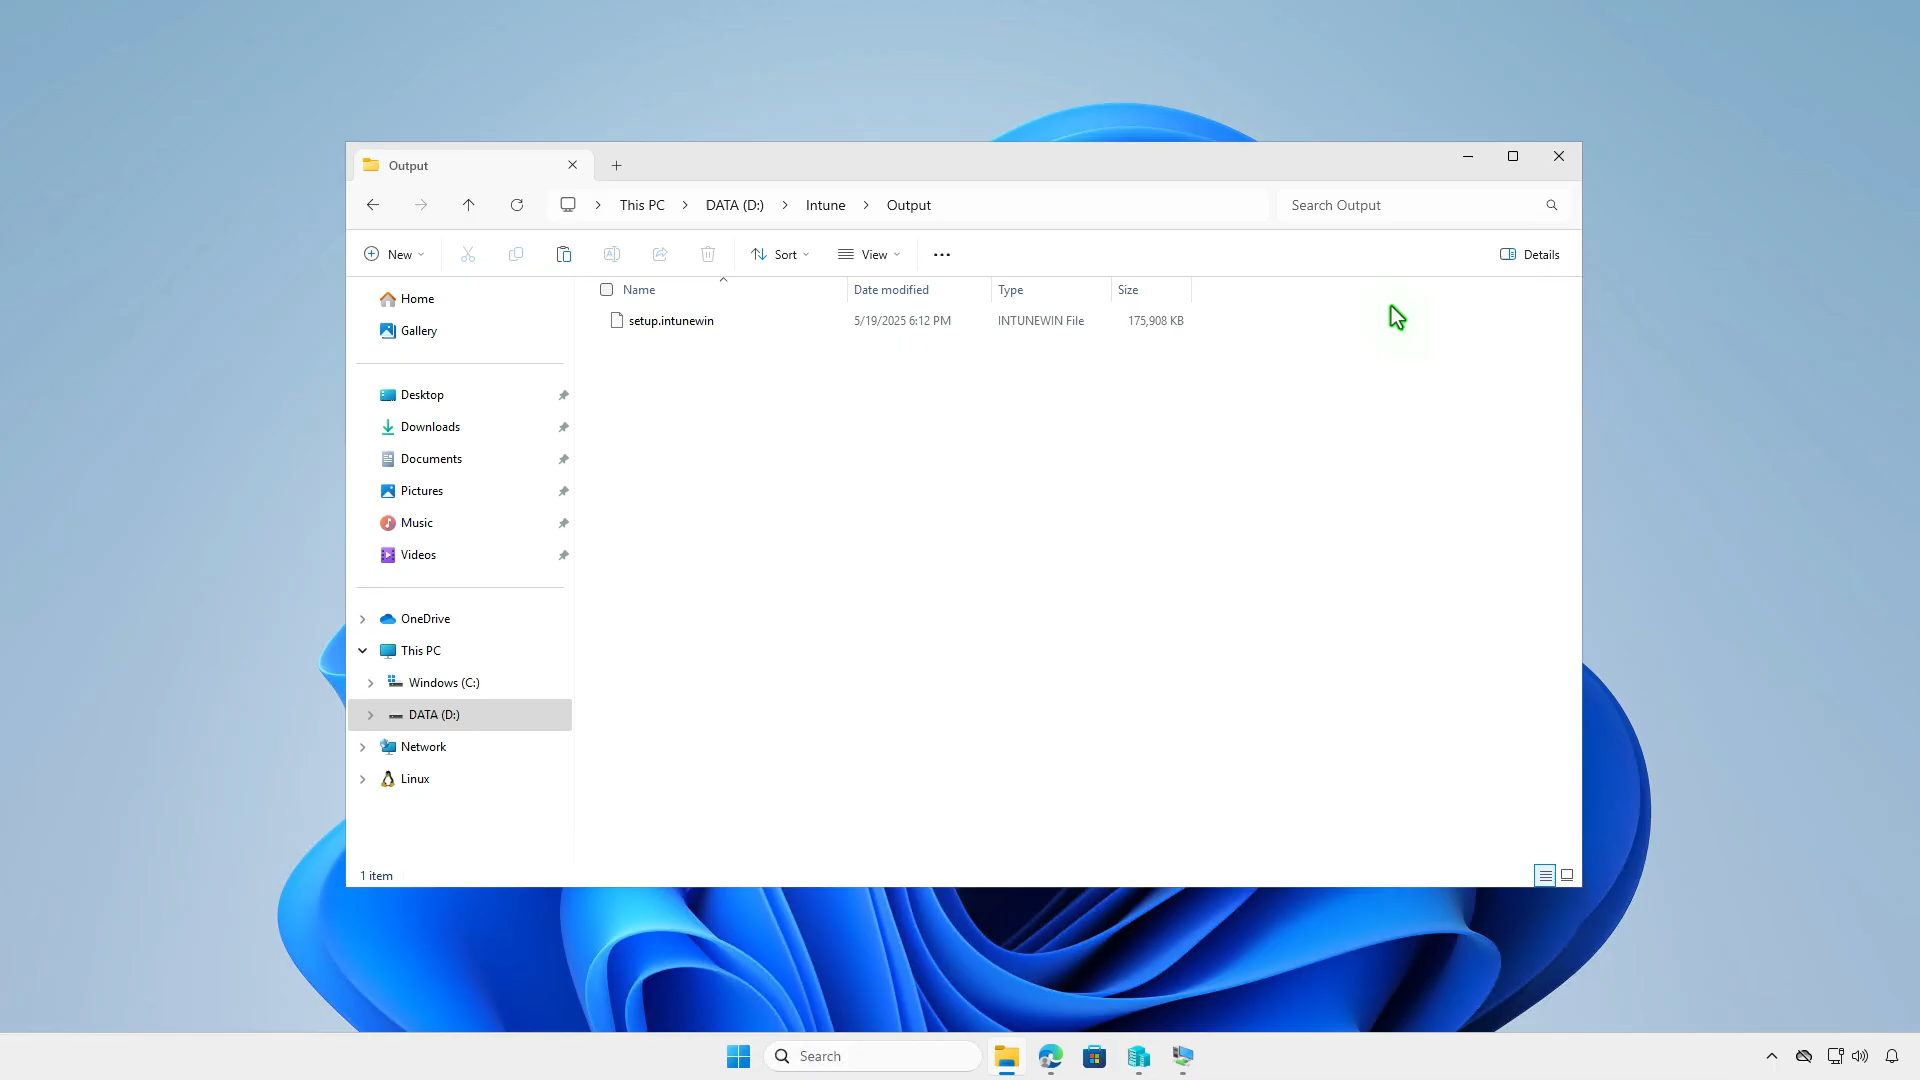 Output
This PC
DATA (D:)
Intune
Output
Search Output
New
Sort
View
Details
Name
Date modified
Type
Size
setup.intunewin
5/19/2025 6:12 PM
INTUNEWIN File
175,908 KB
Home
Gallery
Desktop
Downloads
Documents
Pictures
Music
Videos
OneDrive
This PC
Windows (C:)
DATA (D:)
Network
Linux
1 item
Search